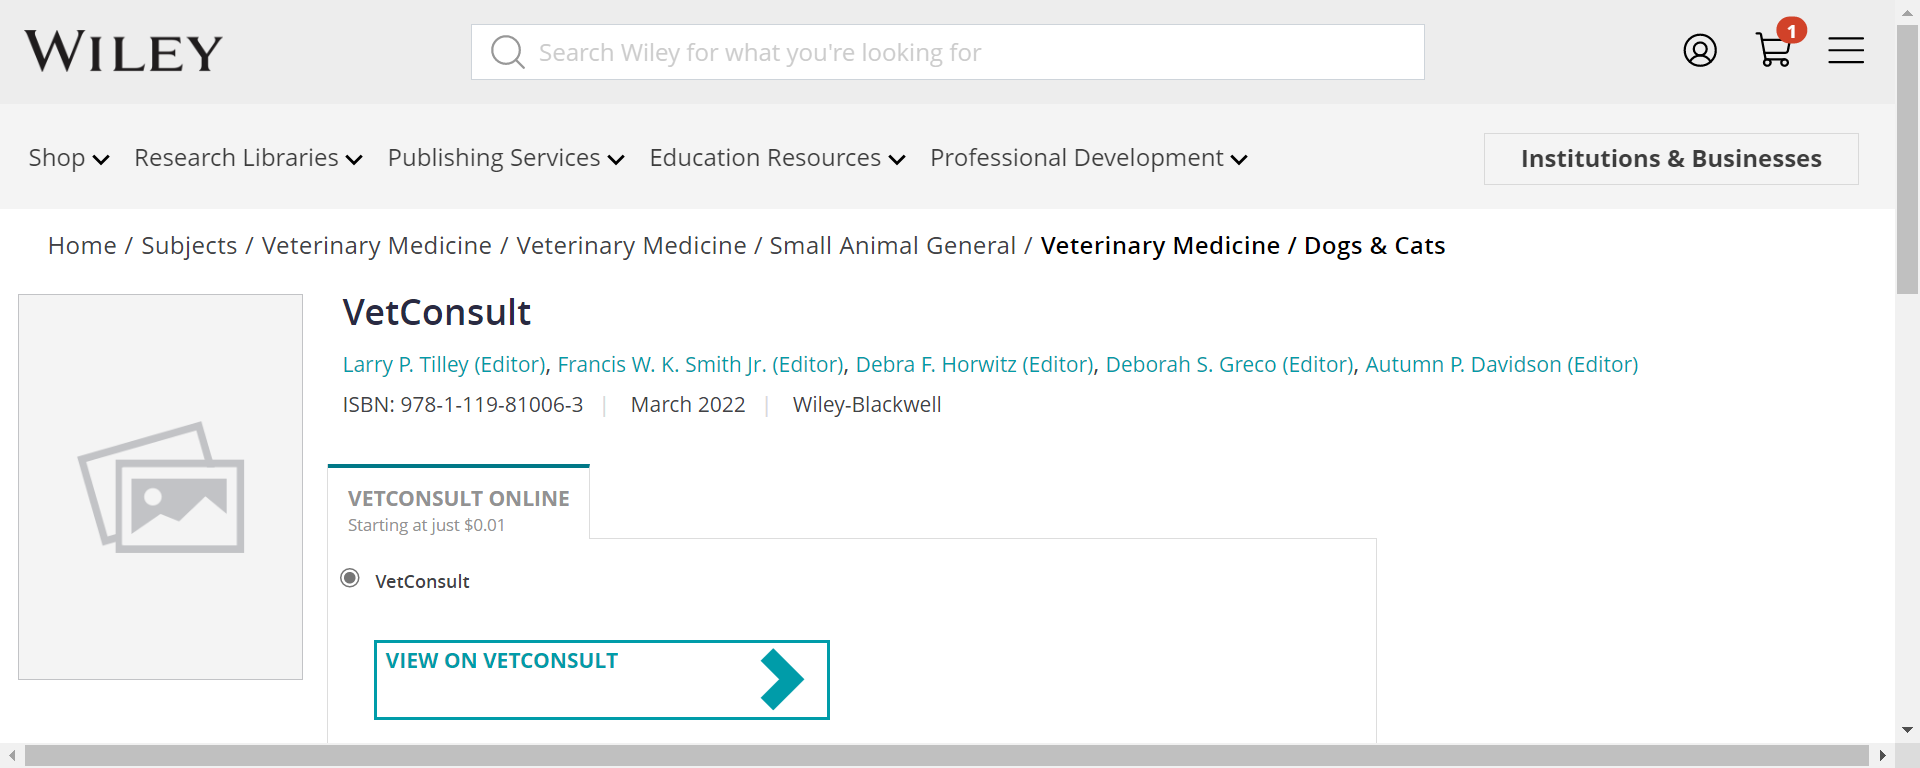 WILEY
Search Wiley for what you're looking for
1
Shop Research Libraries Publishing Services Education Resources Professional Development Institutions & Businesses
Home / Subjects / Veterinary Medicine / Veterinary Medicine / Small Animal General / Veterinary Medicine / Dogs & Cats
VetConsult
Larry P. Tilley (Editor), Francis W. K. Smith Jr. (Editor), Debra F. Horwitz (Editor), Deborah S. Greco (Editor), Autumn P. Davidson (Editor)
ISBN: 978-1-119-81006-3 | March 2022 | Wiley-Blackwell
VETCONSULT ONLINE
Starting at just $0.01
VetConsult
VIEW ON VETCONSULT